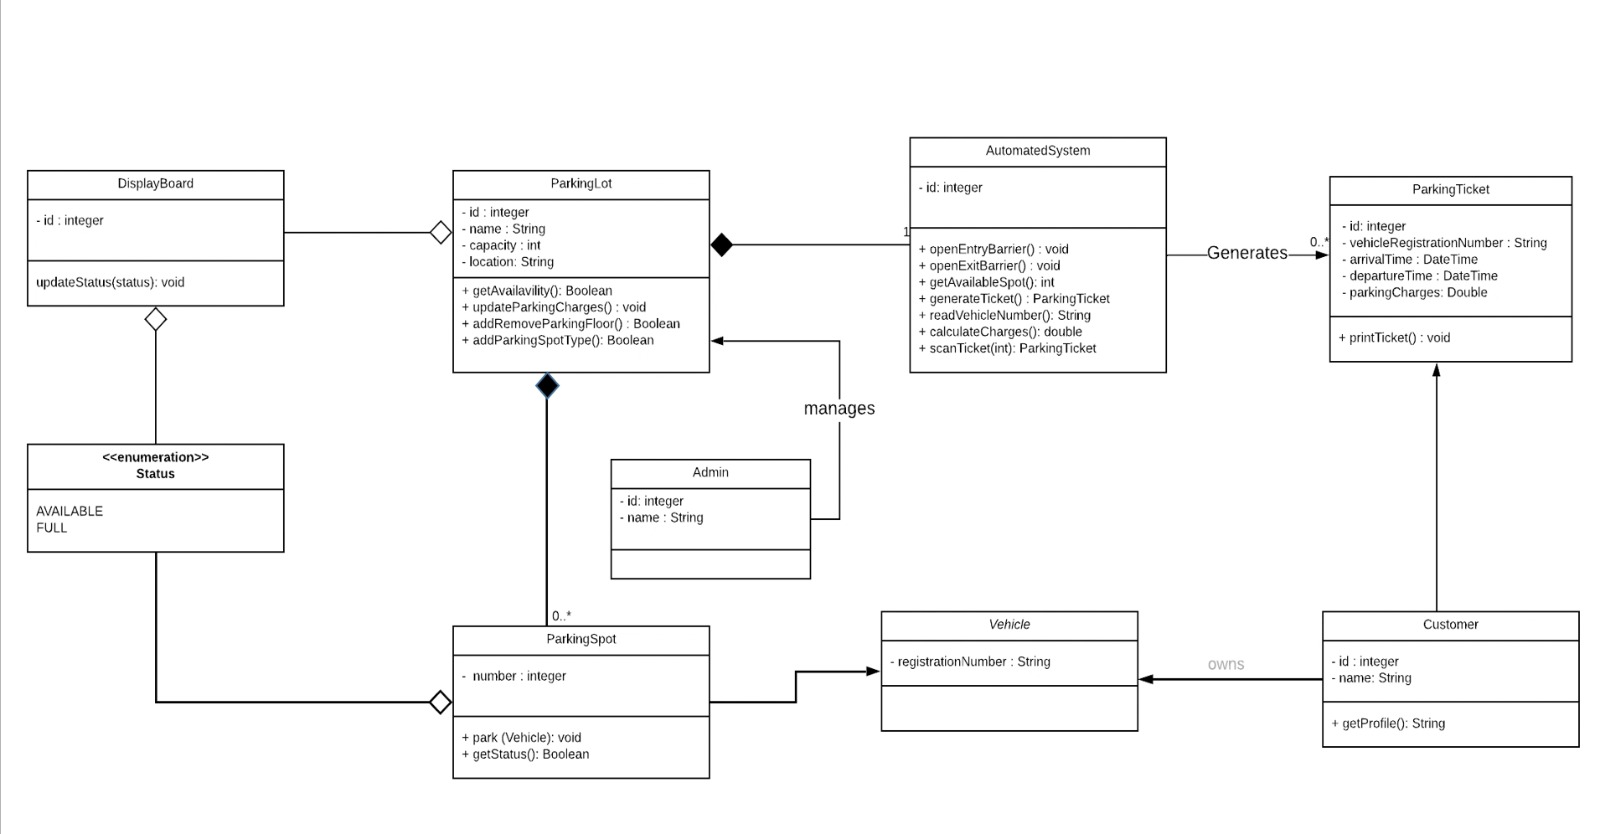 DisplayBoard
- id : integer
updateStatus(status): void
ParkingLot
- id : integer
- name : String
- capacity : int
- location: String
+ getAvailavility(): Boolean
+ updateParkingCharges() : void
+ addRemoveParkingFloor() : Boolean
+ addParkingSpotType(): Boolean
1
AutomatedSystem
- id: integer
+ openEntryBarrier() : void
+ openExitBarrier() : void
+ getAvailableSpot(): int
+ generateTicket() : ParkingTicket
+ readVehicleNumber(): String
+ calculateCharges(): double
+ scanTicket(int): ParkingTicket
Generates
0..*
ParkingTicket
- id: integer
- vehicleRegistrationNumber : String
- arrivalTime : DateTime
- departureTime : DateTime
- parkingCharges: Double
+ printTicket() : void
manages
<<enumeration>>
Status
AVAILABLE
FULL
Admin
- id: integer
- name : String
0..*
ParkingSpot
- number : integer
+ park (Vehicle): void
+ getStatus(): Boolean
Vehicle
- registrationNumber : String
owns
Customer
- id : integer
- name: String
+ getProfile(): String